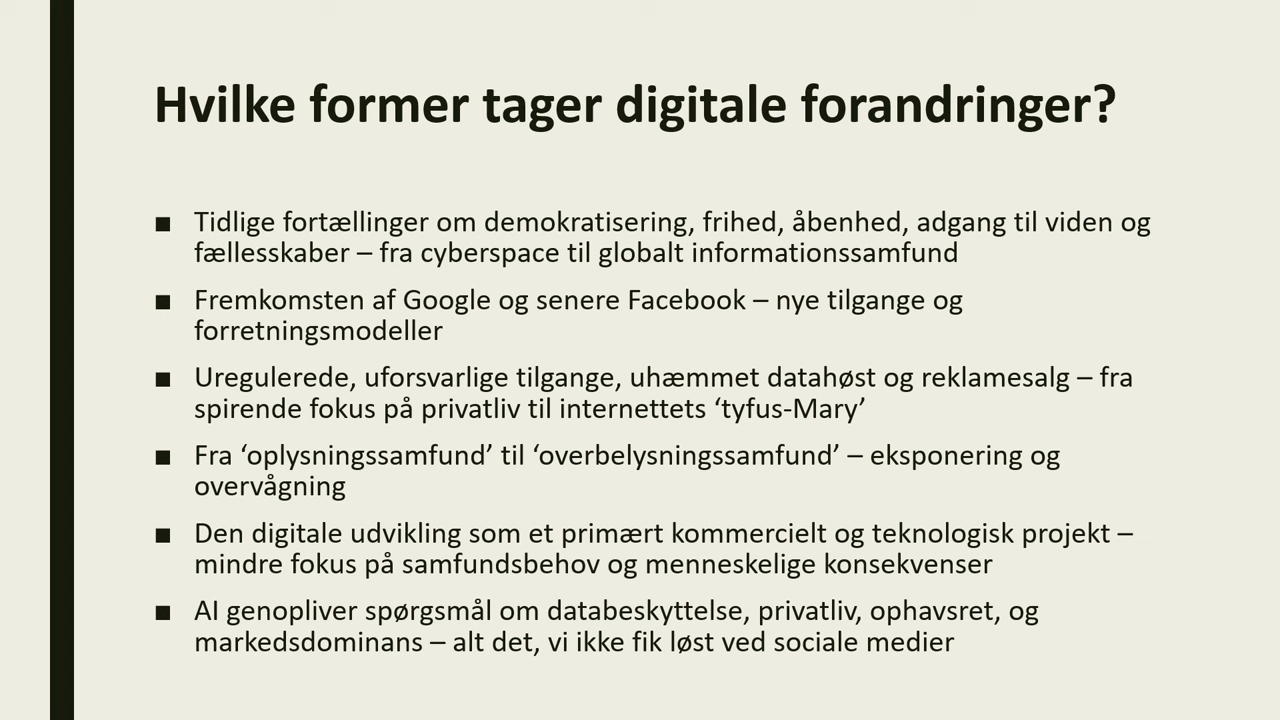 Hvilke former tager digitale forandringer?
■ Tidlige fortællinger om demokratisering, frihed, åbenhed, adgang til viden og
fællesskaber – fra cyberspace til globalt informationssamfund
■ Fremkomsten af Google og senere Facebook – nye tilgange og
forretningsmodeller
■ Uregulerede, uforsvarlige tilgange, uhæmmet datahøst og reklamesalg – fra
spirende fokus på privatliv til internettets ‘tyfus-Mary’
■ Fra ‘oplysningssamfund’ til ‘overbelysningssamfund’ – eksponering og
overvågning
■ Den digitale udvikling som et primært kommercielt og teknologisk projekt –
mindre fokus på samfundsbehov og menneskelige konsekvenser
■ AI genopliver spørgsmål om databeskyttelse, privatliv, ophavsret, og
markedsdominans – alt det, vi ikke fik løst ved sociale medier